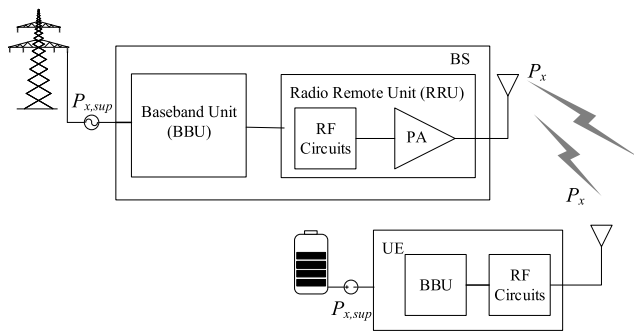 BS
P_x
P_x,sup
Radio Remote Unit (RRU)
Baseband Unit
(BBU)
RF
Circuits
PA
P_x
UE
BBU
RF
Circuits
P_x,sup